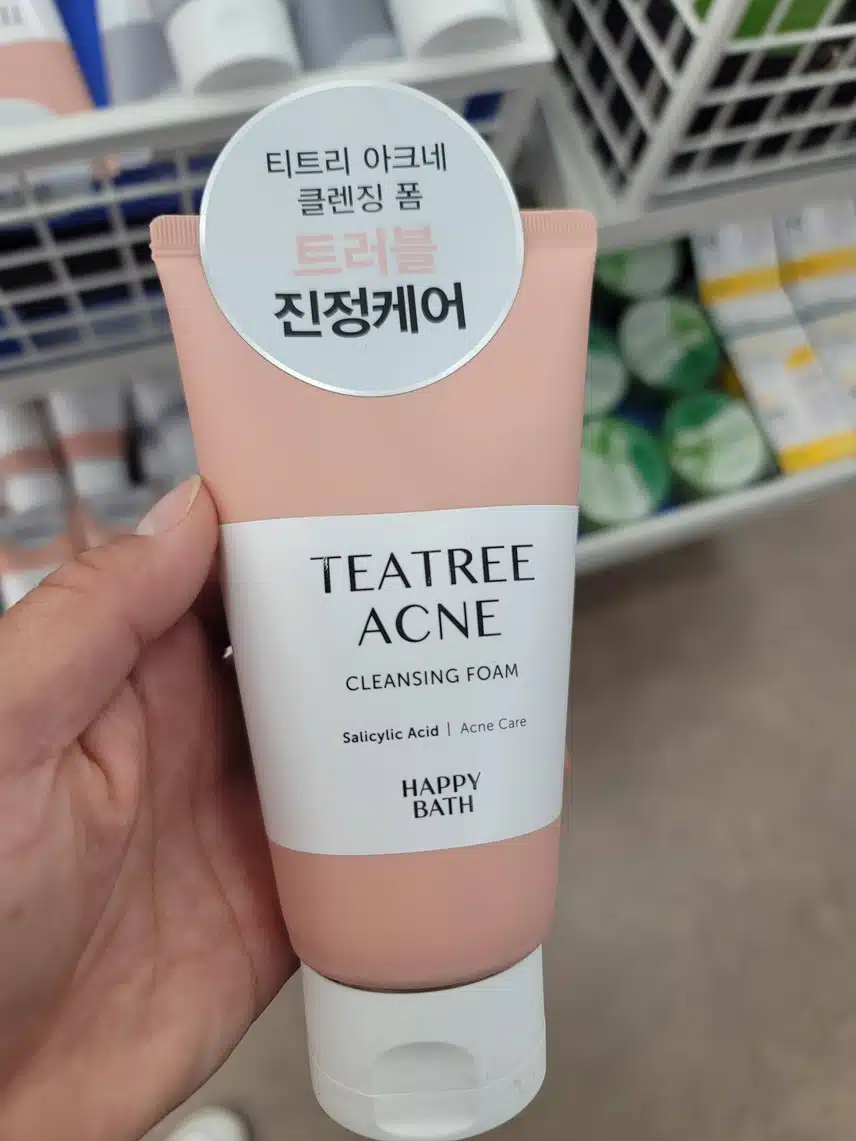 티트리 아크네
클렌징 폼
트러블
진정케어
TEATREE
ACNE
CLEANSING FOAM
Salicylic Acid | Acne Care
HAPPY
BATH